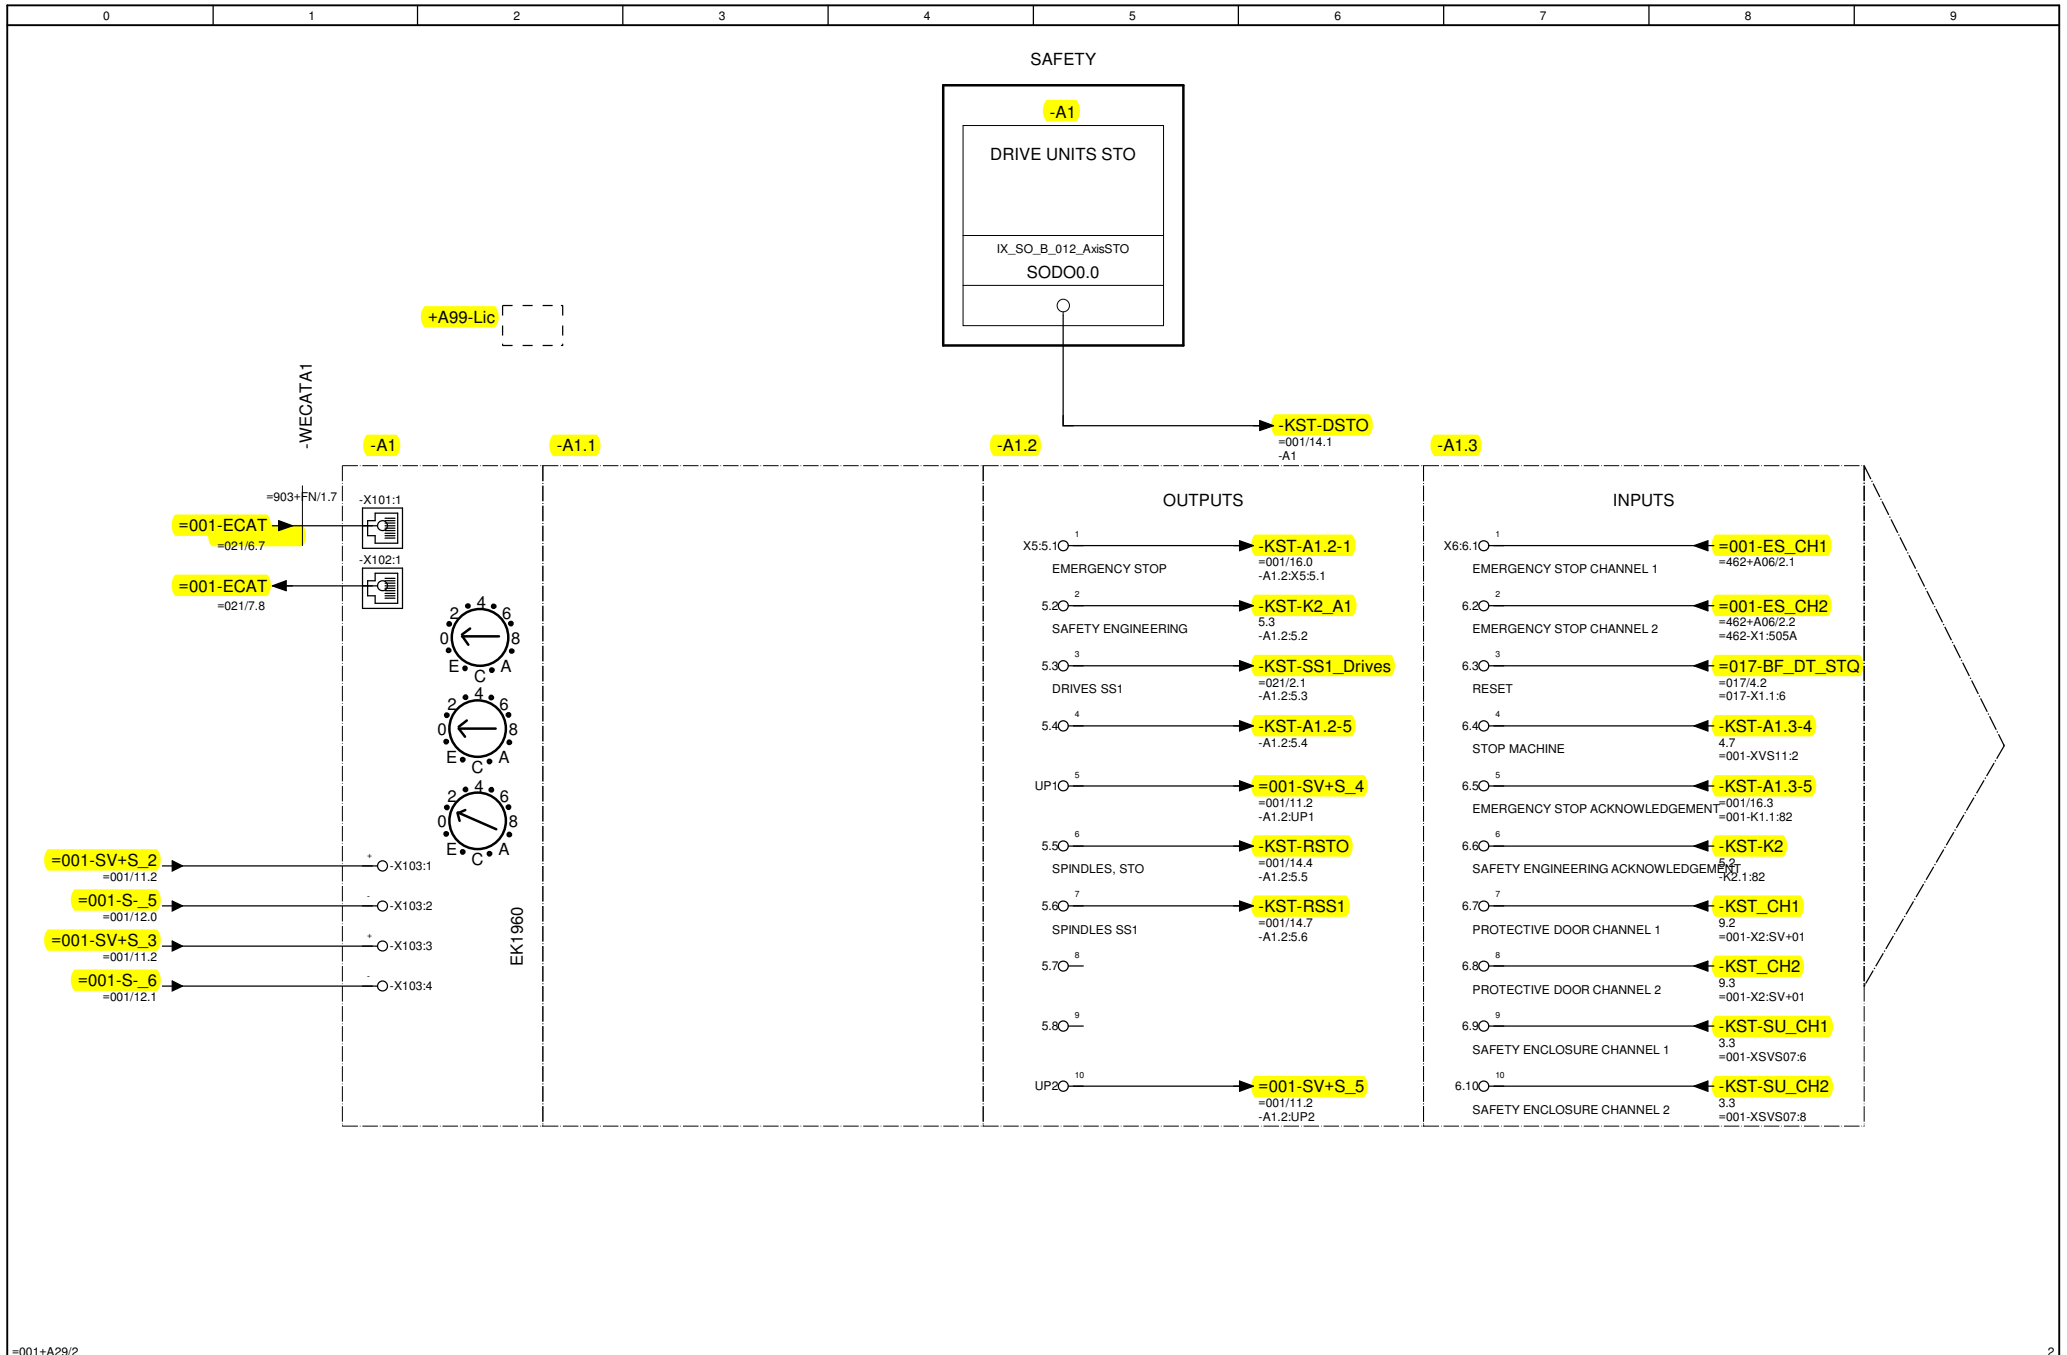 0 1 2 3 4 5 6 7 8 9
SAFETY
-A1
DRIVE UNITS STO
IX_SO_B_012_AxisSTO
SODO0.0
+A99-Lic
-WECATA1
-KST-DSTO
=001/14.1
-A1
-A1
-A1.1
-A1.2
-A1.3
=903+FN/1.7
-X101:1
=001-ECAT
=021/6.7
-X102:1
=001-ECAT
=021/7.8
0 2 4 6 8 A C E
0 2 4 6 8 A C E
0 2 4 6 8 A C E
=001-SV+S_2
=001/11.2
+
-X103:1
=001-S-_5
=001/12.0
-
-X103:2
=001-SV+S_3
=001/11.2
+
-X103:3
=001-S-_6
=001/12.1
-
-X103:4
EK1960
OUTPUTS
X5:5.1 1 -KST-A1.2-1
=001/16.0
EMERGENCY STOP
-A1.2:X5:5.1
5.2 2 -KST-K2_A1
5.3
SAFETY ENGINEERING
-A1.2:5.2
5.3 3 -KST-SS1_Drives
=021/2.1
DRIVES SS1
-A1.2:5.3
5.4 4 -KST-A1.2-5
-A1.2:5.4
UP1 5 =001-SV+S_4
=001/11.2
-A1.2:UP1
5.5 6 -KST-RSTO
=001/14.4
SPINDLES, STO
-A1.2:5.5
5.6 7 -KST-RSS1
=001/14.7
SPINDLES SS1
-A1.2:5.6
5.7 8
5.8 9
UP2 10 =001-SV+S_5
=001/11.2
-A1.2:UP2
INPUTS
X6:6.1 1 =001-ES_CH1
=462+A06/2.1
EMERGENCY STOP CHANNEL 1
6.2 2 =001-ES_CH2
=462+A06/2.2
EMERGENCY STOP CHANNEL 2
=462-X1:505A
6.3 3 =017-BF_DT_STQ
=017/4.2
RESET
=017-X1.1:6
6.4 4 -KST-A1.3-4
4.7
STOP MACHINE
=001-XVS11:2
6.5 5 -KST-A1.3-5
=001/16.3
EMERGENCY STOP ACKNOWLEDGEMENT
=001-K1.1:82
6.6 6 -KST-K2
5.2
SAFETY ENGINEERING ACKNOWLEDGEMENT
-K2.1:82
6.7 7 -KST_CH1
9.2
PROTECTIVE DOOR CHANNEL 1
=001-X2:SV+01
6.8 8 -KST_CH2
9.3
PROTECTIVE DOOR CHANNEL 2
=001-X2:SV+01
6.9 9 -KST-SU_CH1
3.3
SAFETY ENCLOSURE CHANNEL 1
=001-XSVS07:6
6.10 10 -KST-SU_CH2
3.3
SAFETY ENCLOSURE CHANNEL 2
=001-XSVS07:8
=001+A29/2
2